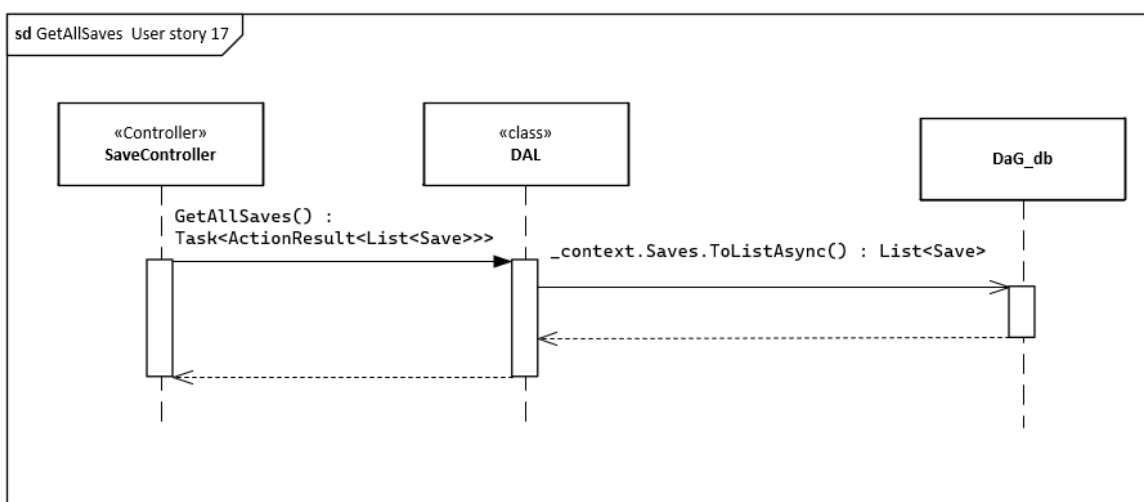 sd GetAllSaves User story 17
«Controller»
SaveController
«class»
DAL
DaG_db
GetAllSaves() :
Task<ActionResult<List<Save>>>
_context.Saves.ToListAsync() : List<Save>